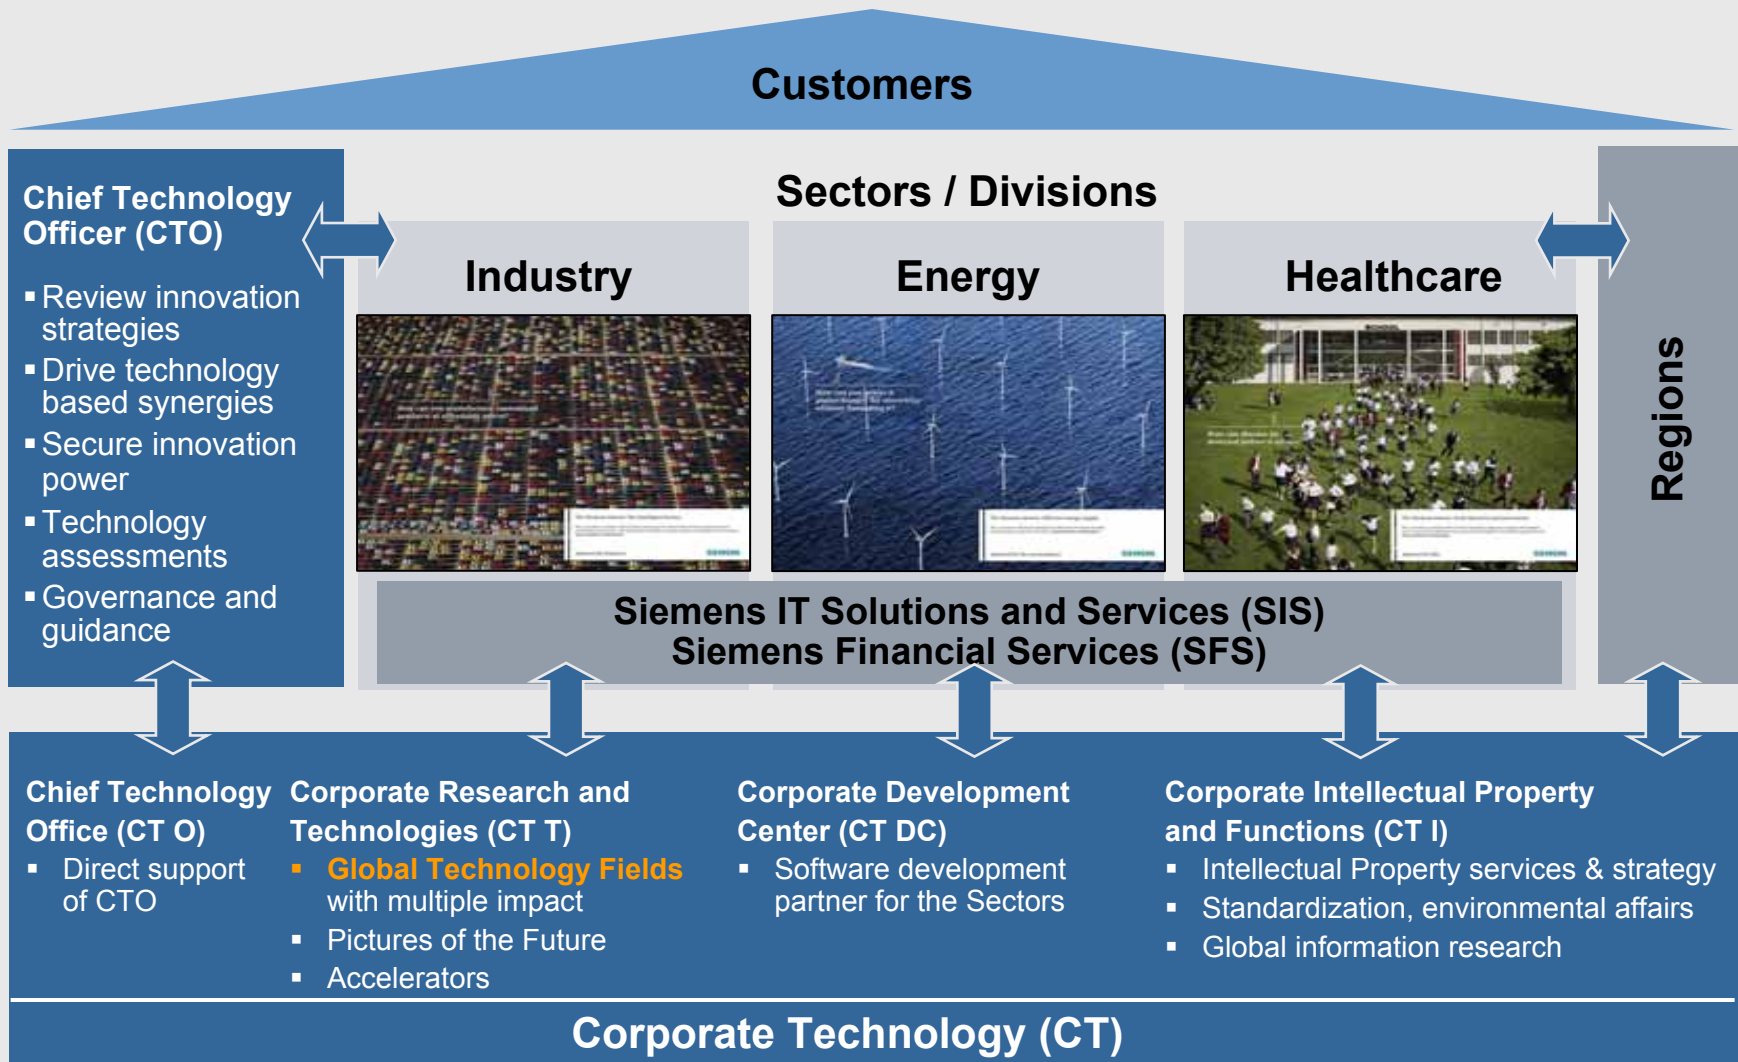 Customers
Chief Technology
Officer (CTO)
▪ Review innovation
strategies
▪ Drive technology
based synergies
▪ Secure innovation
power
▪ Technology
assessments
▪ Governance and
guidance
Sectors / Divisions
Industry
Energy
Healthcare
SIEMENS
SIEMENS
SIEMENS
Siemens IT Solutions and Services (SIS)
Siemens Financial Services (SFS)
Regions
Chief Technology
Office (CT O)
▪ Direct support
of CTO
Corporate Research and
Technologies (CT T)
▪ Global Technology Fields
with multiple impact
▪ Pictures of the Future
▪ Accelerators
Corporate Development
Center (CT DC)
▪ Software development
partner for the Sectors
Corporate Intellectual Property
and Functions (CT I)
▪ Intellectual Property services & strategy
▪ Standardization, environmental affairs
▪ Global information research
Corporate Technology (CT)